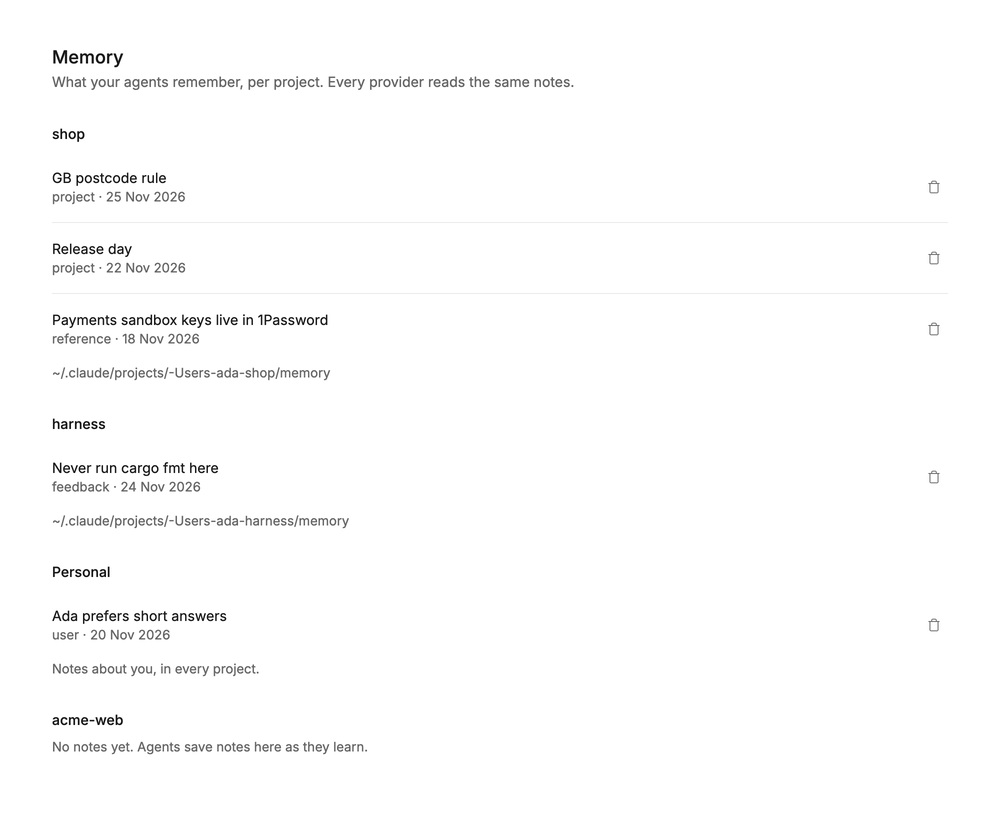 Memory
What your agents remember, per project. Every provider reads the same notes.
shop
GB postcode rule
project · 25 Nov 2026
Release day
project · 22 Nov 2026
Payments sandbox keys live in 1Password
reference · 18 Nov 2026
~/.claude/projects/-Users-ada-shop/memory
harness
Never run cargo fmt here
feedback · 24 Nov 2026
~/.claude/projects/-Users-ada-harness/memory
Personal
Ada prefers short answers
user · 20 Nov 2026
Notes about you, in every project.
acme-web
No notes yet. Agents save notes here as they learn.